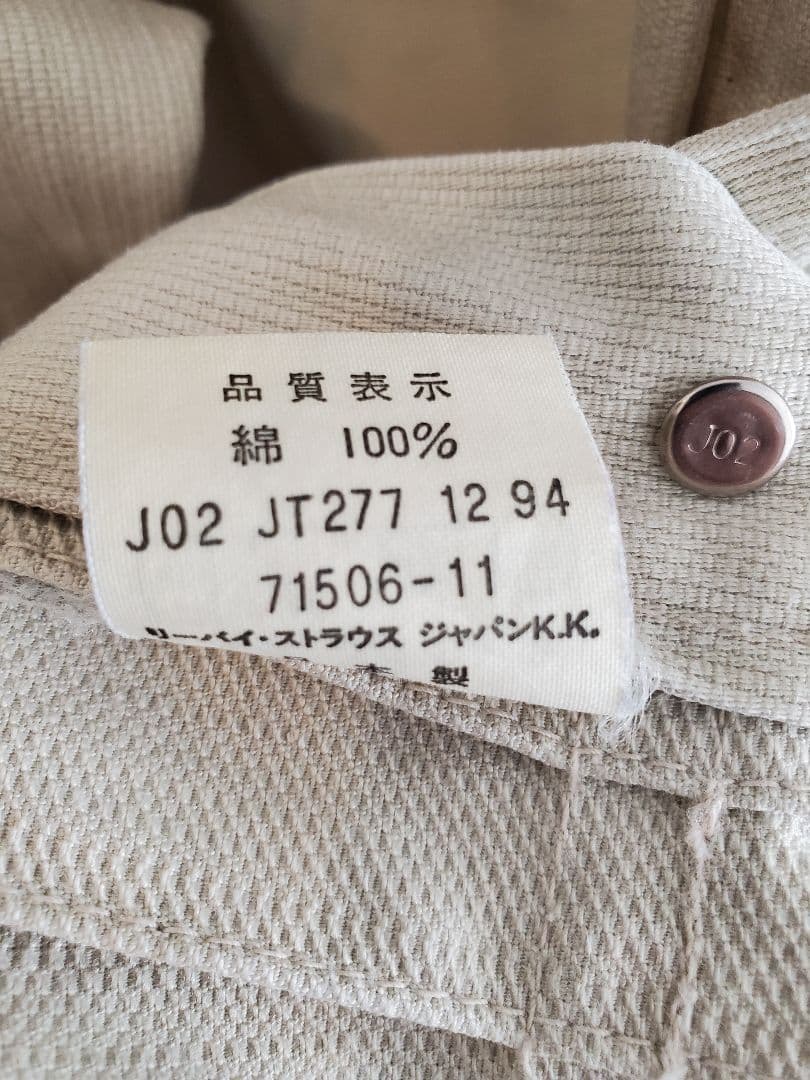 品質表示
綿 100%
J02 JT277 12 94
71506-11
リーバイ・ストラウス ジャパンK.K.
製
J02